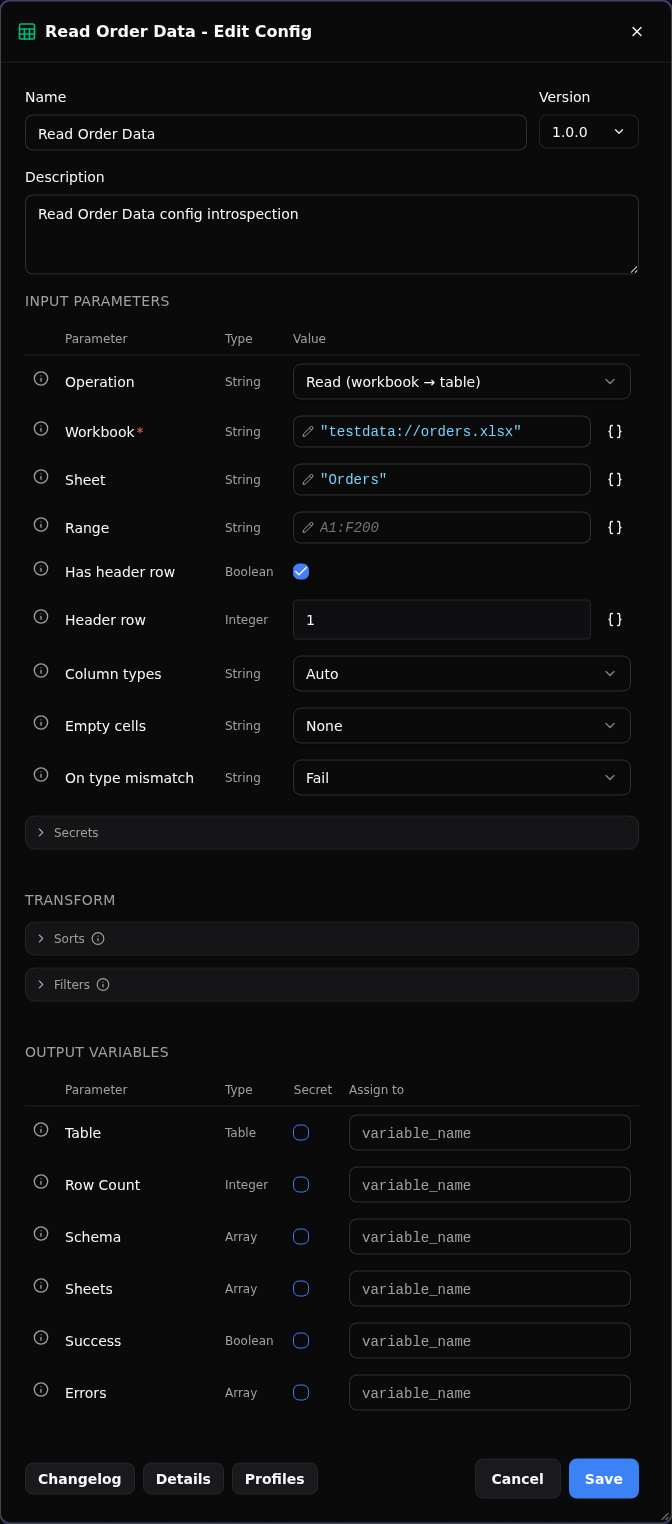 Read Order Data - Edit Config
Name
Version
Read Order Data
1.0.0
Description
Read Order Data config introspection
INPUT PARAMETERS
Parameter Type Value
Operation String Read (workbook → table)
Workbook* String "testdata://orders.xlsx" {}
Sheet String "Orders" {}
Range String A1:F200 {}
Has header row Boolean
Header row Integer 1 {}
Column types String Auto
Empty cells String None
On type mismatch String Fail
Secrets
TRANSFORM
Sorts
Filters
OUTPUT VARIABLES
Parameter Type Secret Assign to
Table Table variable_name
Row Count Integer variable_name
Schema Array variable_name
Sheets Array variable_name
Success Boolean variable_name
Errors Array variable_name
Changelog Details Profiles Cancel Save